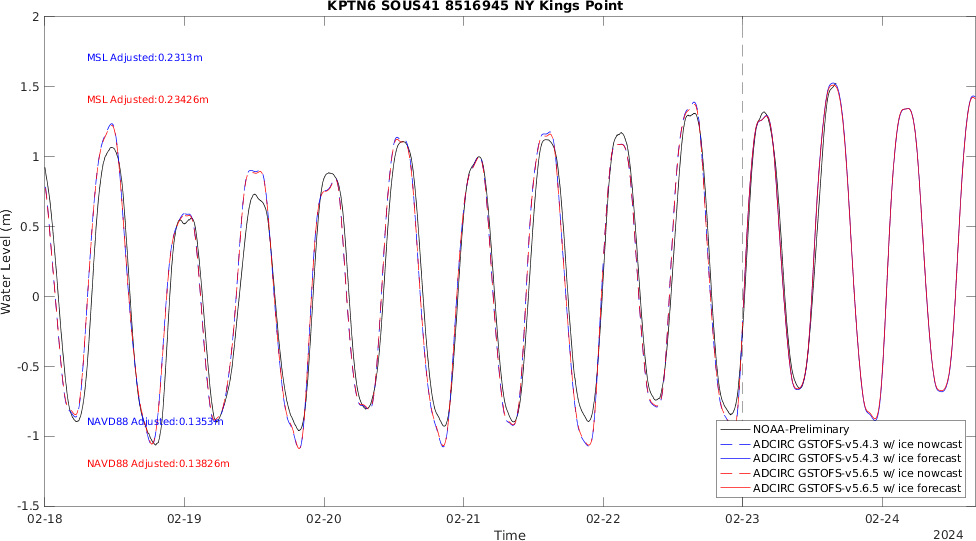 KPTN6 SOUS41 8516945 NY Kings Point
2
1.5
1
0.5
0
-0.5
-1
-1.5
Water Level (m)
MSL Adjusted:0.2313m
MSL Adjusted:0.23426m
NAVD88 Adjusted:0.1353m
NAVD88 Adjusted:0.13826m
NOAA-Preliminary
ADCIRC GSTOFS-v5.4.3 w/ ice nowcast
ADCIRC GSTOFS-v5.4.3 w/ ice forecast
ADCIRC GSTOFS-v5.6.5 w/ ice nowcast
ADCIRC GSTOFS-v5.6.5 w/ ice forecast
02-18 02-19 02-20 02-21 02-22 02-23 02-24
Time
2024